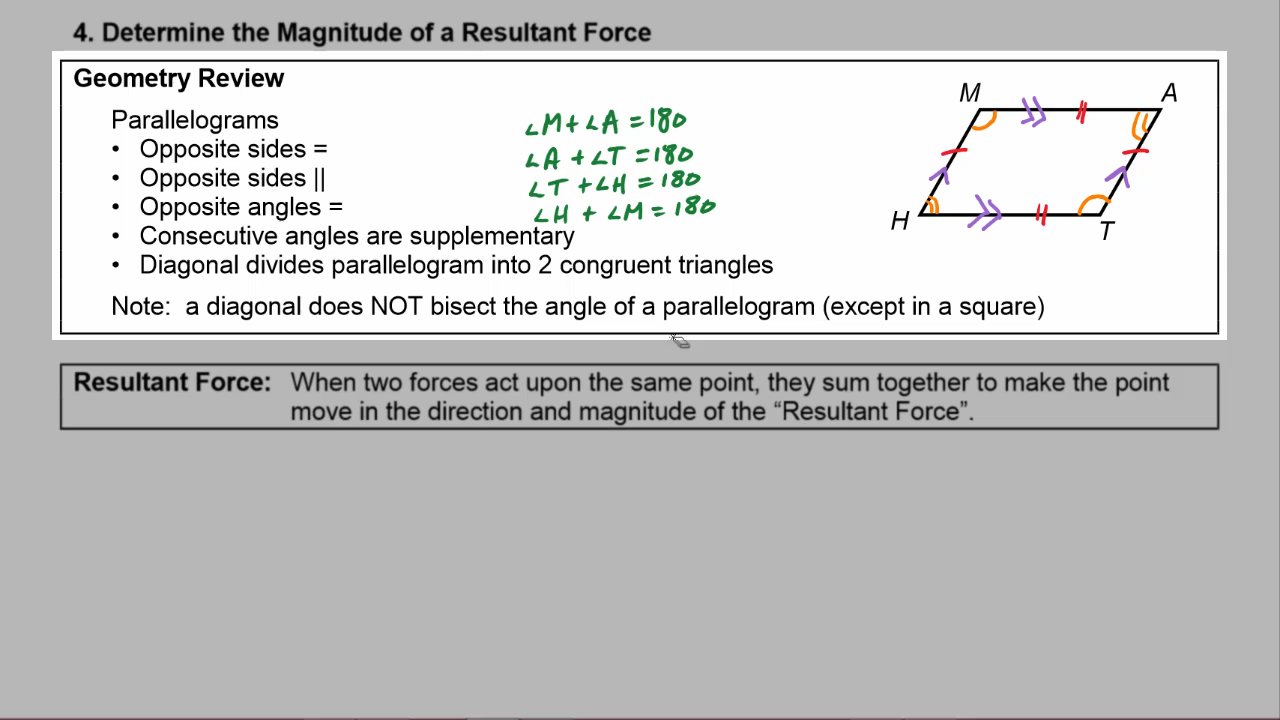 4. Determine the Magnitude of a Resultant Force
Geometry Review
Parallelograms
• Opposite sides =
• Opposite sides ||
• Opposite angles =
• Consecutive angles are supplementary
• Diagonal divides parallelogram into 2 congruent triangles
Note: a diagonal does NOT bisect the angle of a parallelogram (except in a square)
∠M + ∠A = 180
∠A + ∠T = 180
∠T + ∠H = 180
∠H + ∠M = 180
M
A
H
T
Resultant Force: When two forces act upon the same point, they sum together to make the point
move in the direction and magnitude of the “Resultant Force”.